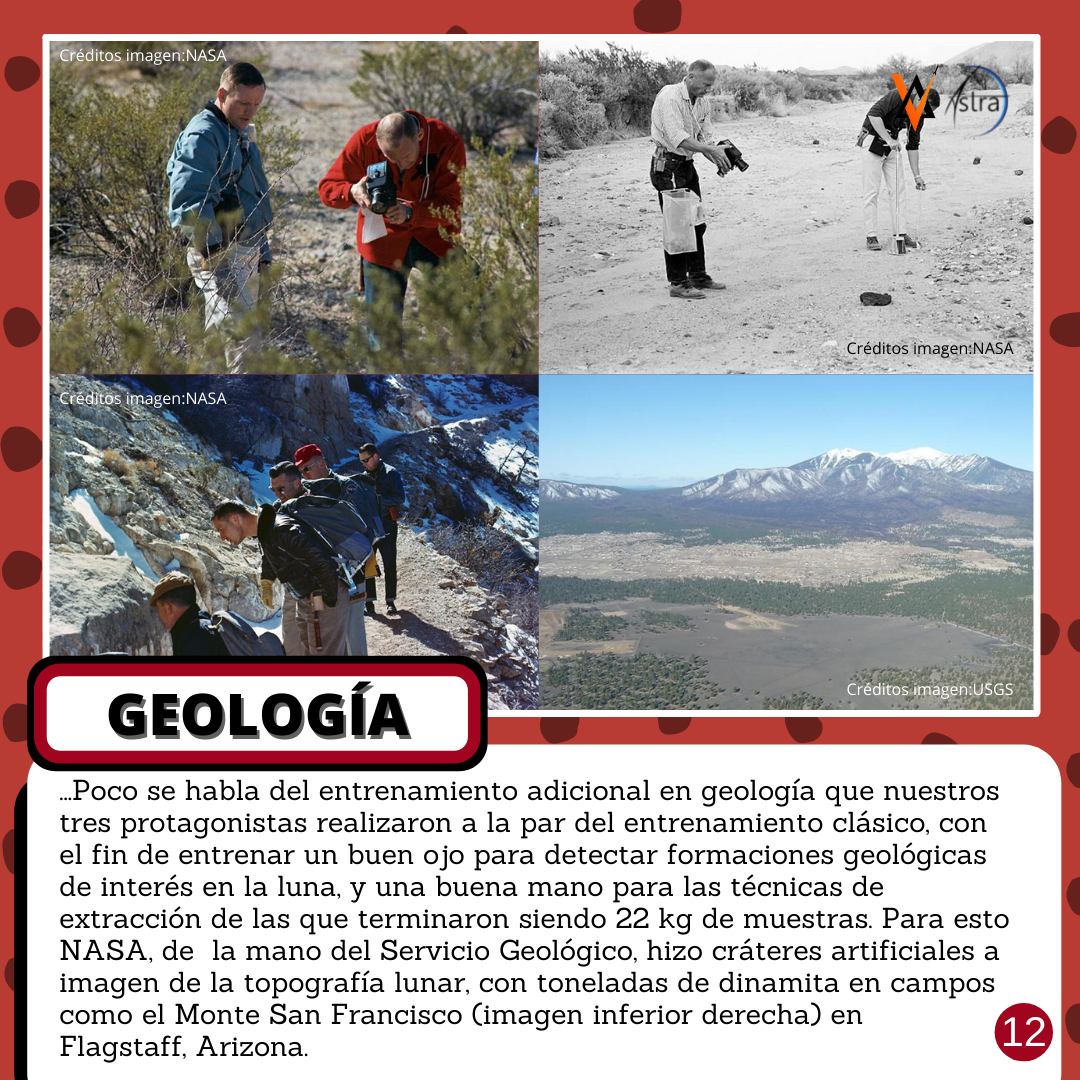 Créditos imagen:NASA
Astra
Créditos imagen:NASA
Créditos imagen:NASA
Créditos imagen:USGS
GEOLOGÍA
...Poco se habla del entrenamiento adicional en geología que nuestros
tres protagonistas realizaron a la par del entrenamiento clásico, con
el fin de entrenar un buen ojo para detectar formaciones geológicas
de interés en la luna, y una buena mano para las técnicas de
extracción de las que terminaron siendo 22 kg de muestras. Para esto
NASA, de  la mano del Servicio Geológico, hizo cráteres artificiales a
imagen de la topografía lunar, con toneladas de dinamita en campos
como el Monte San Francisco (imagen inferior derecha) en
Flagstaff, Arizona.
12